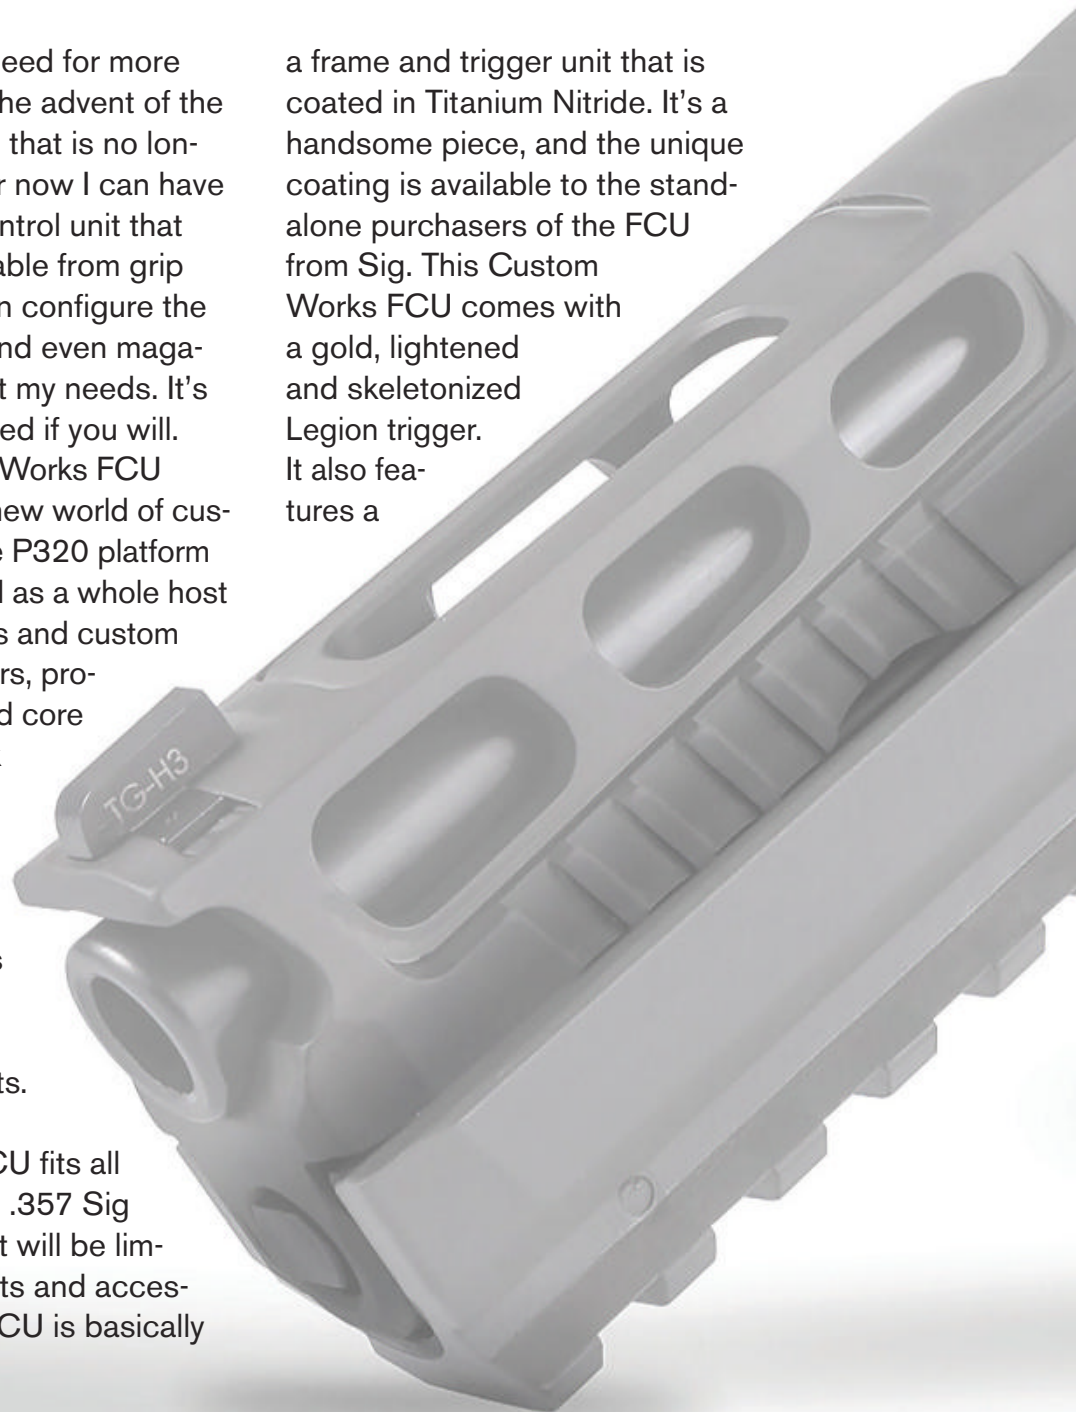 eed for more
he advent of the
that is no lon-
r now I can have
ntrol unit that
able from grip
n configure the
nd even maga-
t my needs. It’s
ed if you will.
Works FCU
new world of cus-
e P320 platform
l as a whole host
s and custom
rs, pro-
d core
s
ts.
CU fits all
.357 Sig
t will be lim-
ts and acces-
CU is basically
a frame and trigger unit that is
coated in Titanium Nitride. It’s a
handsome piece, and the unique
coating is available to the stand-
alone purchasers of the FCU
from Sig. This Custom
Works FCU comes with
a gold, lightened
and skeletonized
Legion trigger.
It also fea-
tures a
TG-H3